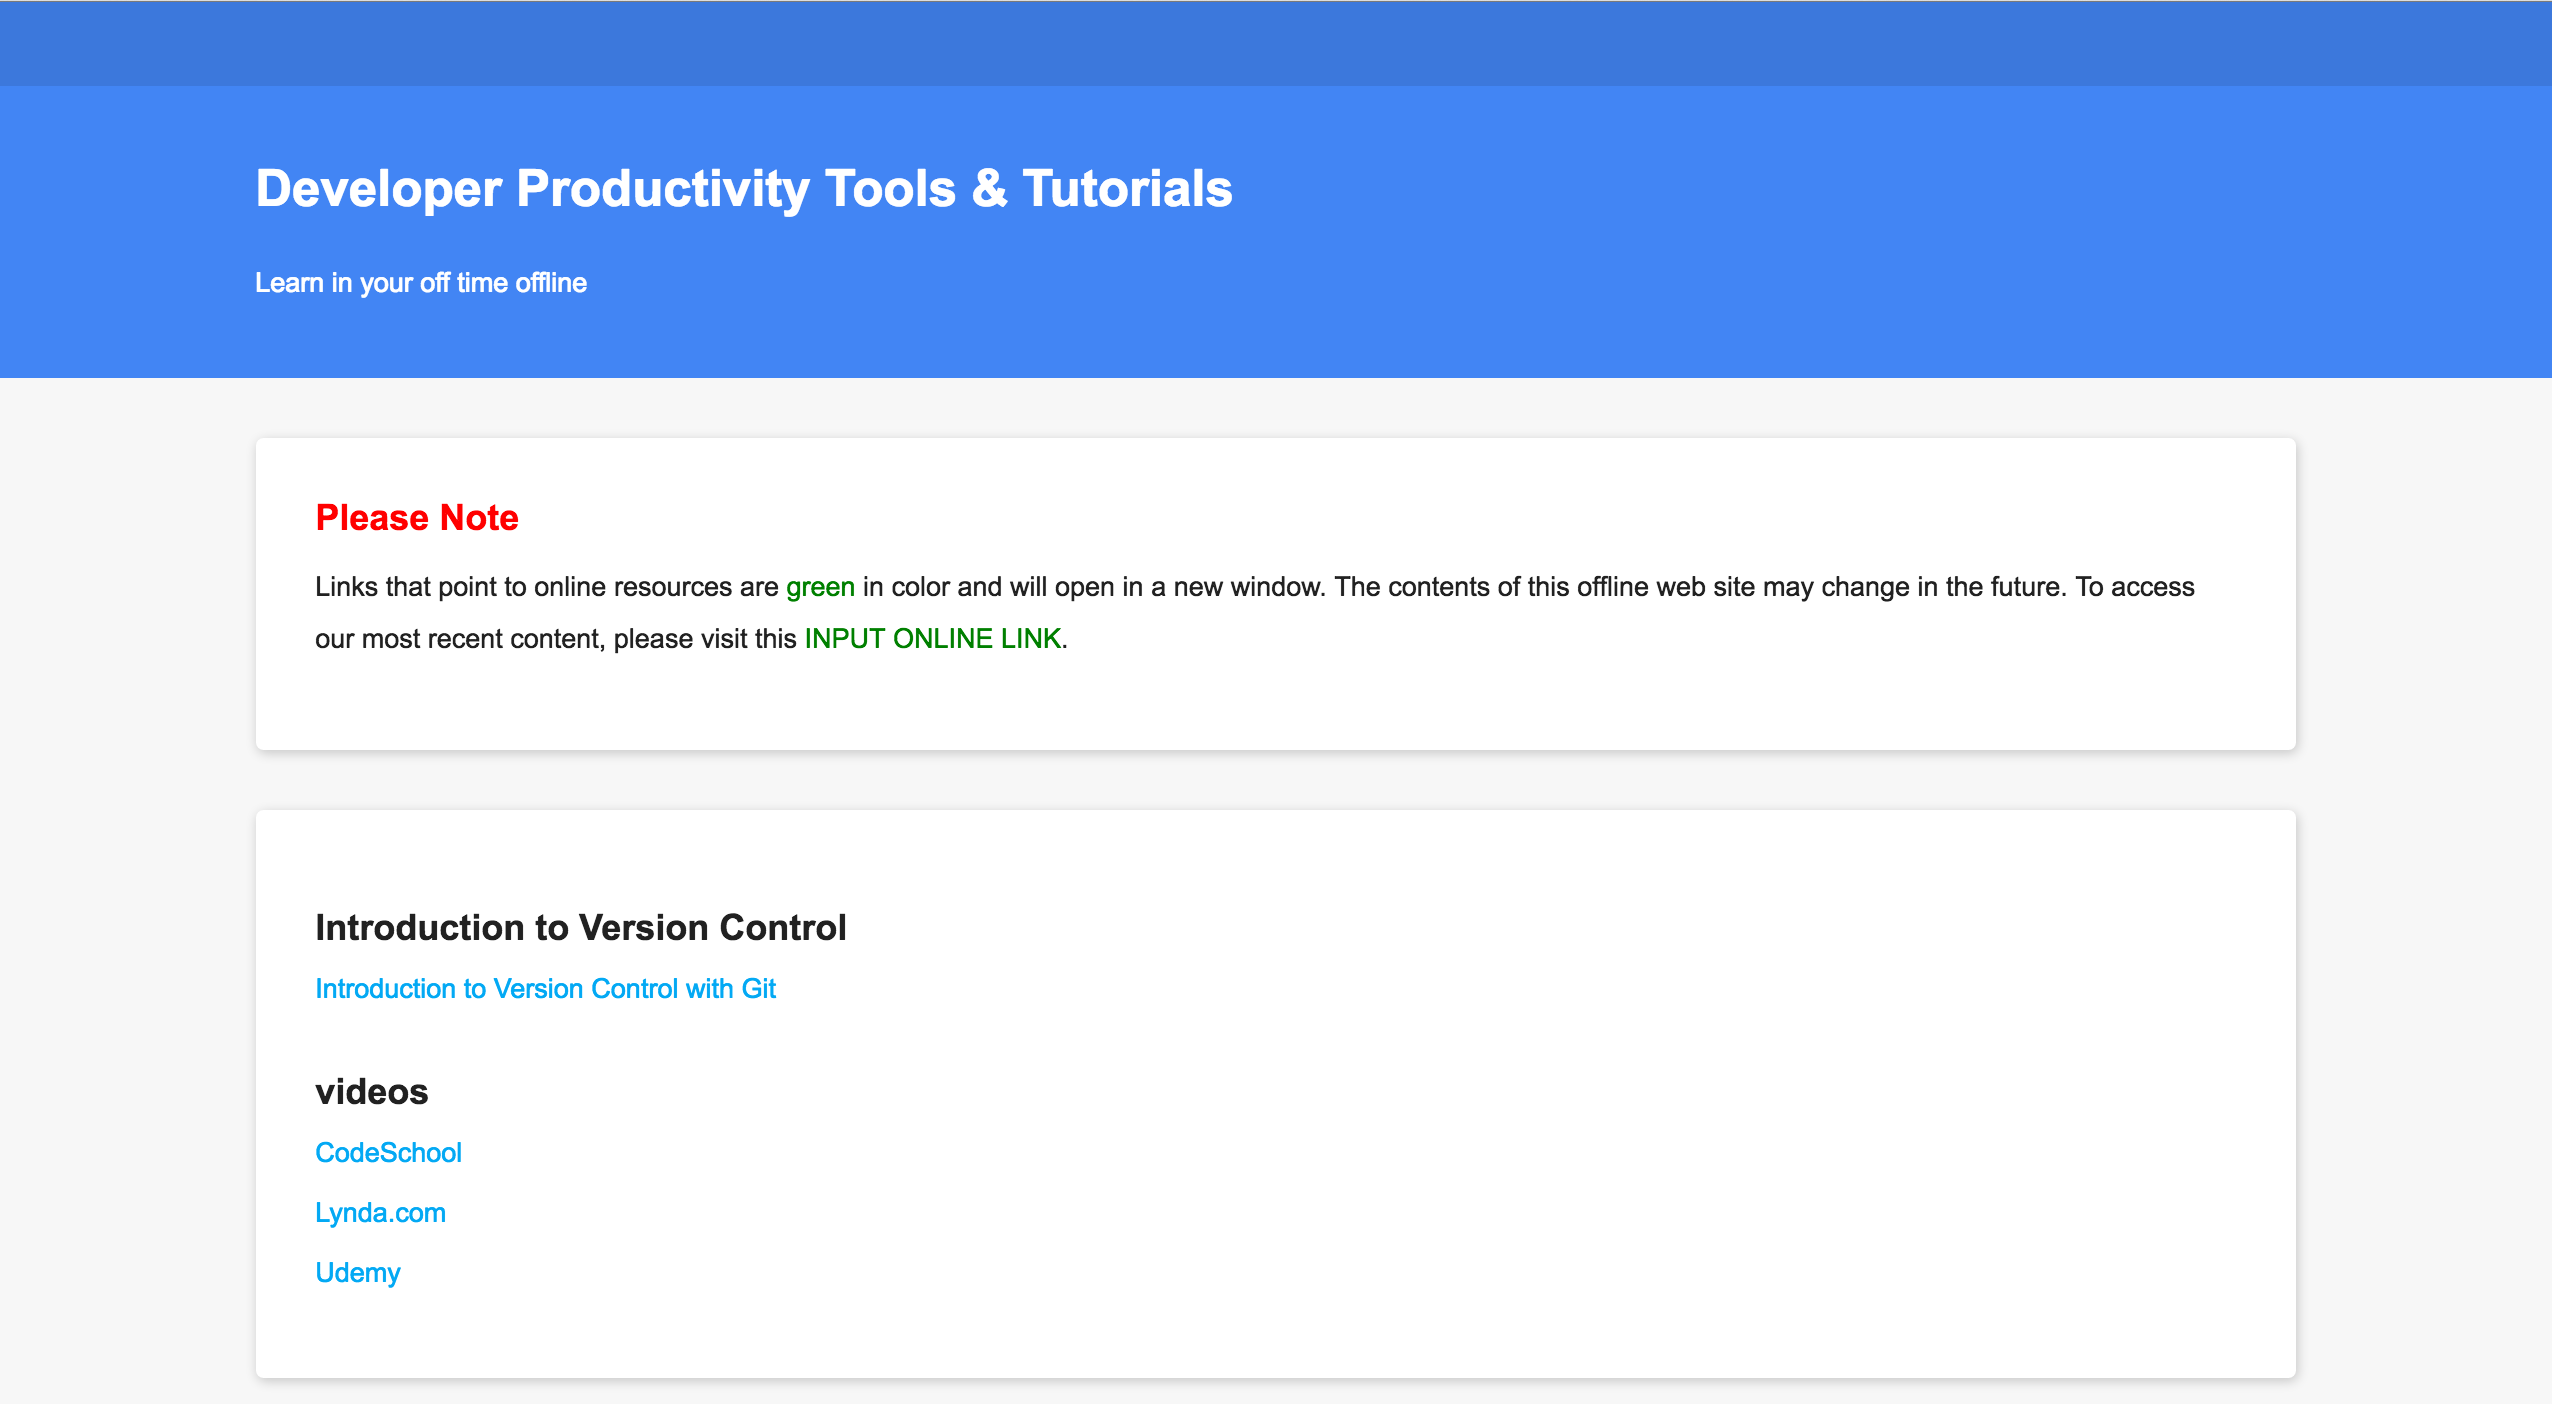 Developer Productivity Tools & Tutorials
Learn in your off time offline
Please Note
Links that point to online resources are green in color and will open in a new window. The contents of this offline web site may change in the future. To access
our most recent content, please visit this INPUT ONLINE LINK.
Introduction to Version Control
Introduction to Version Control with Git
videos
CodeSchool
Lynda.com
Udemy